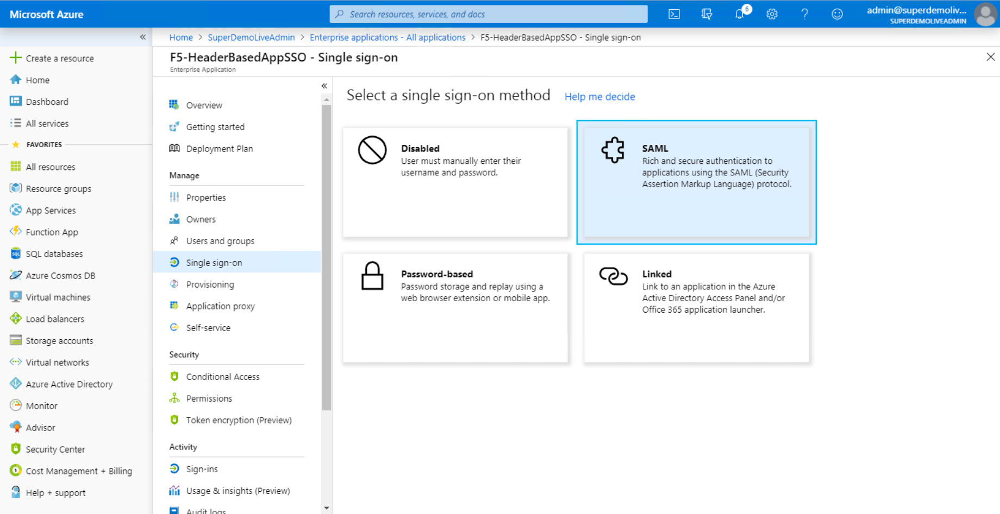 Microsoft Azure
Search resources, services, and docs
6
admin@superdemoliv...
SUPERDEMOLIVEADMIN
«
Create a resource
Home
Dashboard
All services
FAVORITES
All resources
Resource groups
App Services
Function App
SQL databases
Azure Cosmos DB
Virtual machines
Load balancers
Storage accounts
Virtual networks
Azure Active Directory
Monitor
Advisor
Security Center
Cost Management + Billing
Help + support
Home > SuperDemoLiveAdmin > Enterprise applications - All applications > F5-HeaderBasedAppSSO - Single sign-on
F5-HeaderBasedAppSSO - Single sign-on
Enterprise Application
«
Overview
Getting started
Deployment Plan
Manage
Properties
Owners
Users and groups
Single sign-on
Provisioning
Application proxy
Self-service
Security
Conditional Access
Permissions
Token encryption (Preview)
Activity
Sign-ins
Usage & insights (Preview)
Audit logs
Select a single sign-on method Help me decide
Disabled
User must manually enter their
username and password.
SAML
Rich and secure authentication to
applications using the SAML (Security
Assertion Markup Language) protocol.
Password-based
Password storage and replay using a
web browser extension or mobile app.
Linked
Link to an application in the Azure
Active Directory Access Panel and/or
Office 365 application launcher.